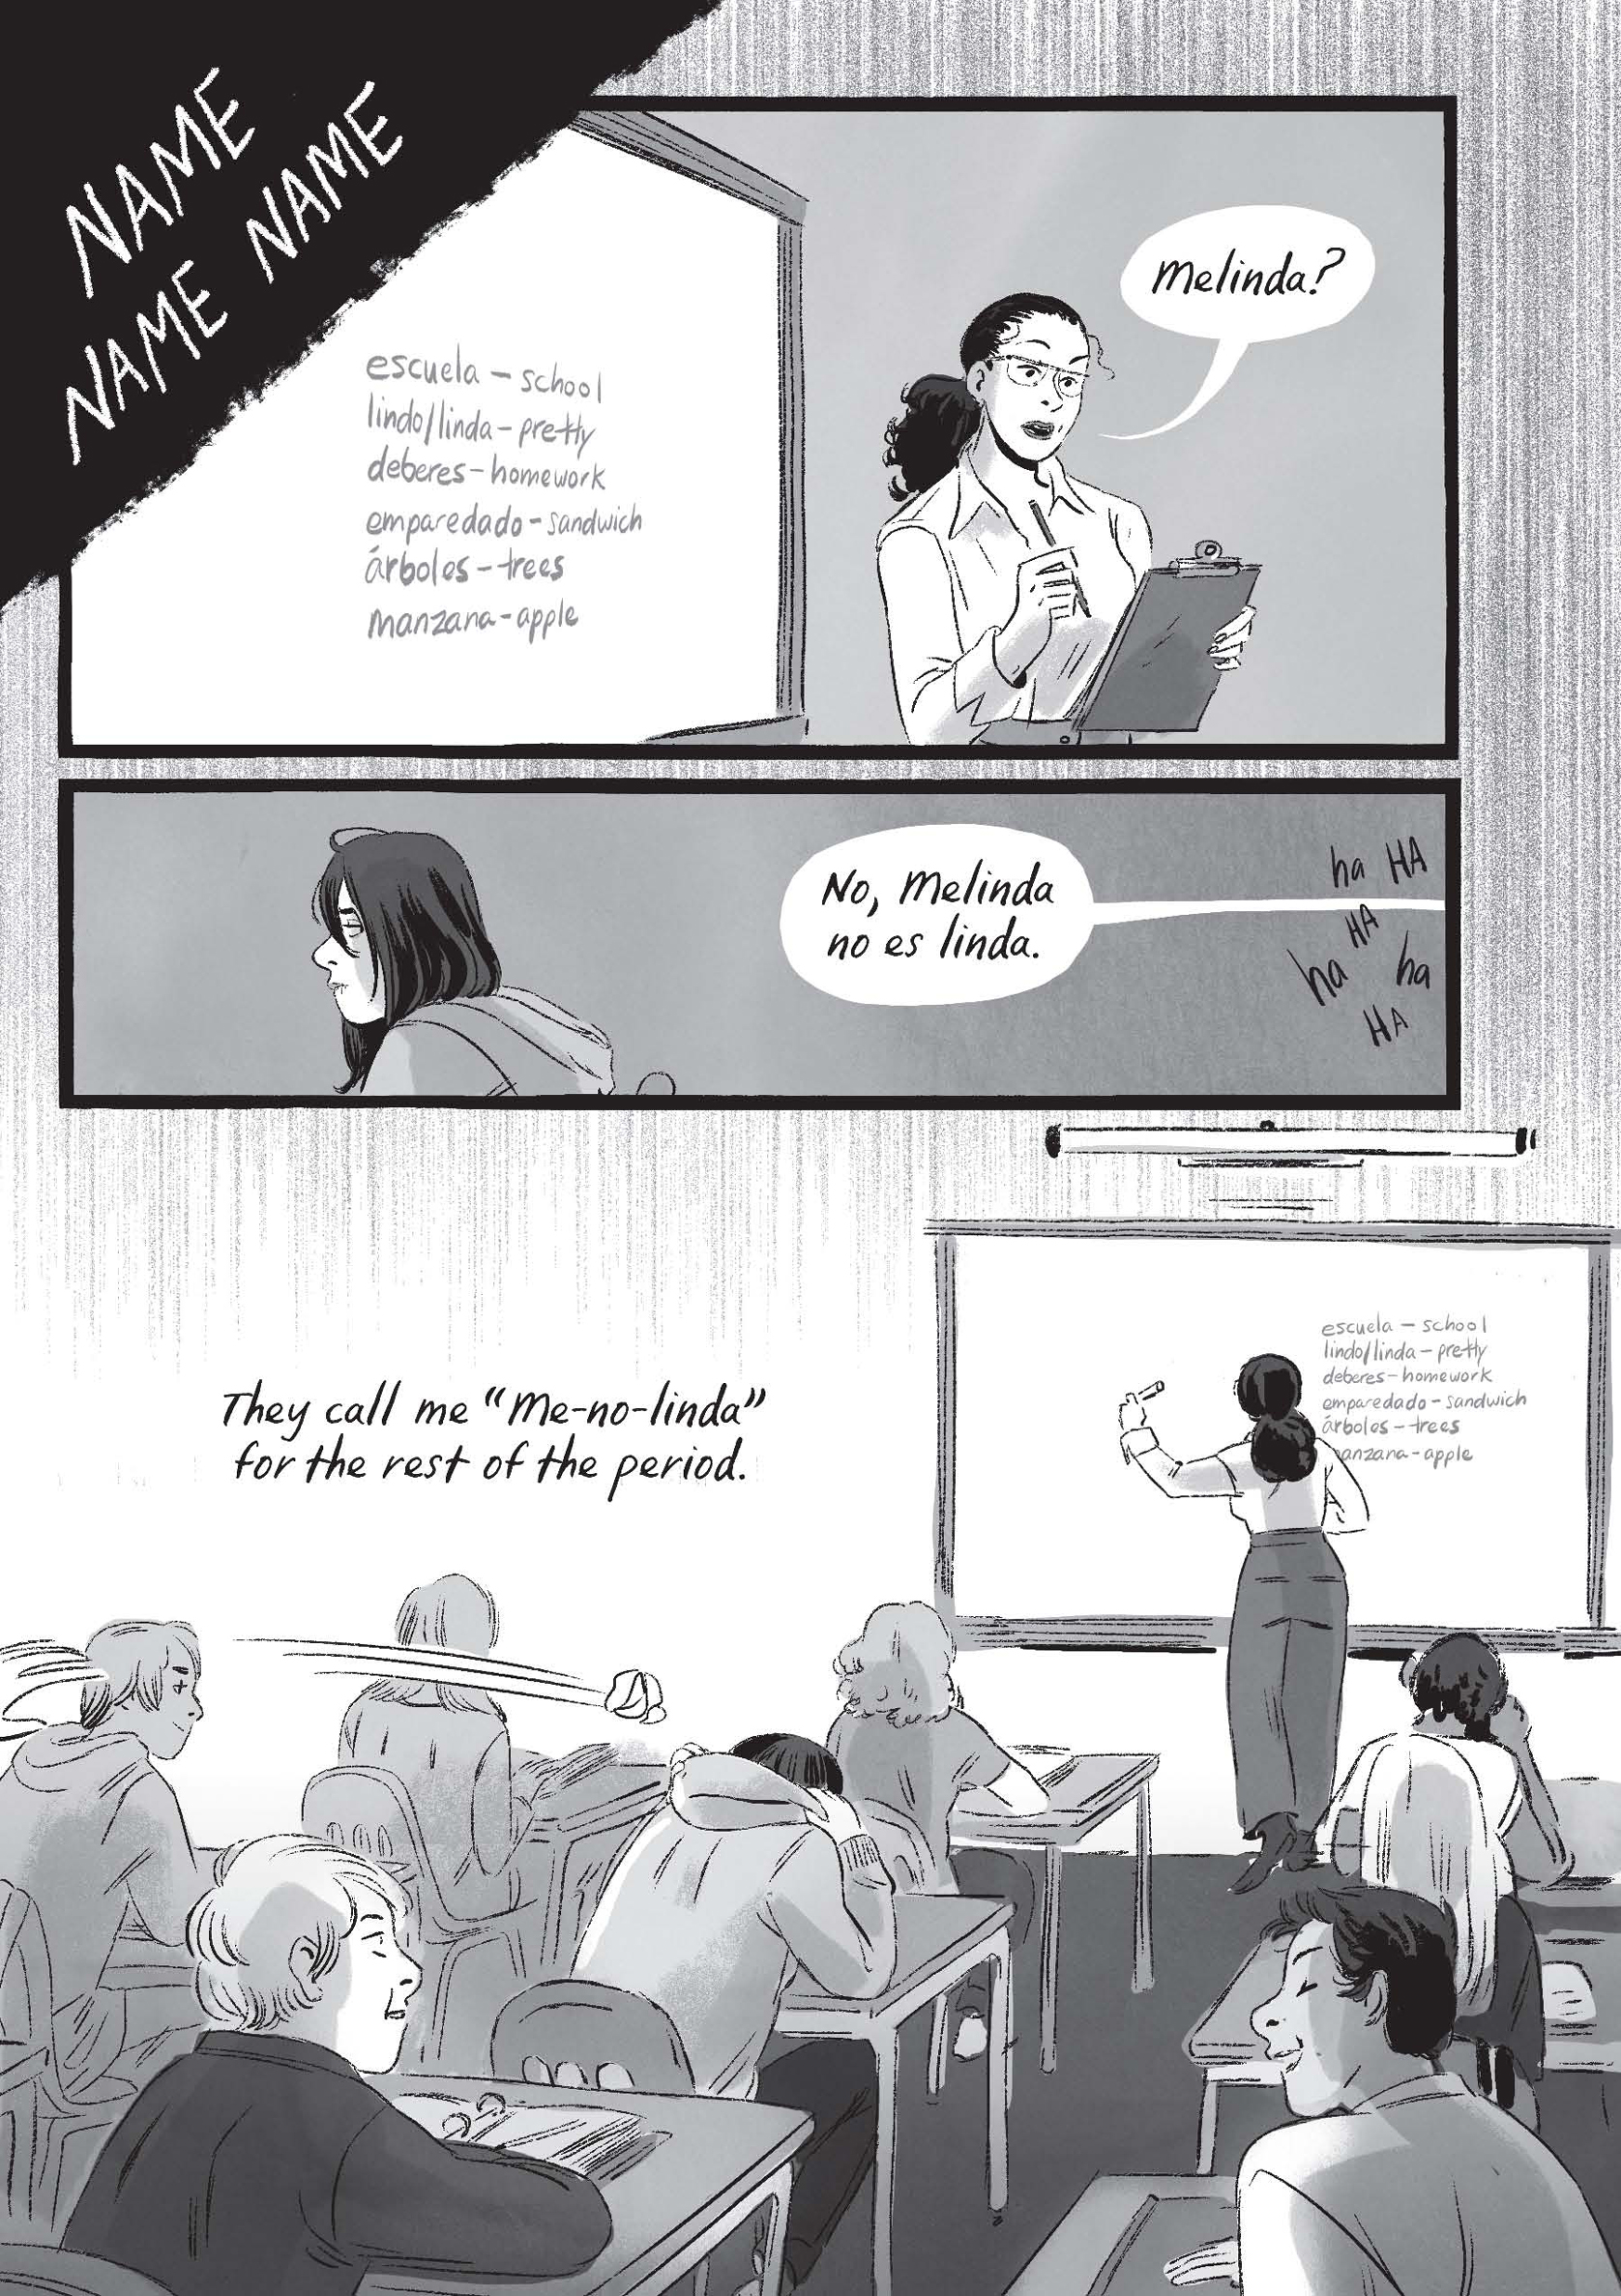 NAME
NAME NAME
NAME
escuela – school
lindo/linda – pretty
deberes – homework
emparedado – sandwich
árboles – trees
manzana – apple
Melinda?
No, Melinda
no es linda.
ha HA
HA
ha ha
HA
They call me “Me-no-linda”
for the rest of the period.
escuela – school
lindo/linda – pretty
deberes – homework
emparedado – sandwich
árboles – trees
anzana – apple